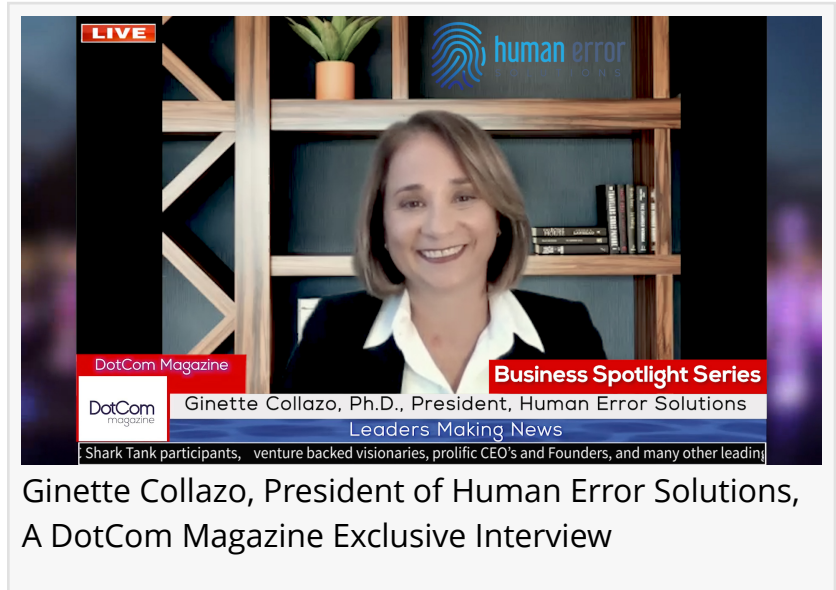 LIVE
human error
DotCom Magazine
Business Spotlight Series
DotCom
magazine
Ginette Collazo, Ph.D., President, Human Error Solutions
Leaders Making News
Shark Tank participants, venture backed visionaries, prolific CEO's and Founders, and many other leading
Ginette Collazo, President of Human Error Solutions,
A DotCom Magazine Exclusive Interview